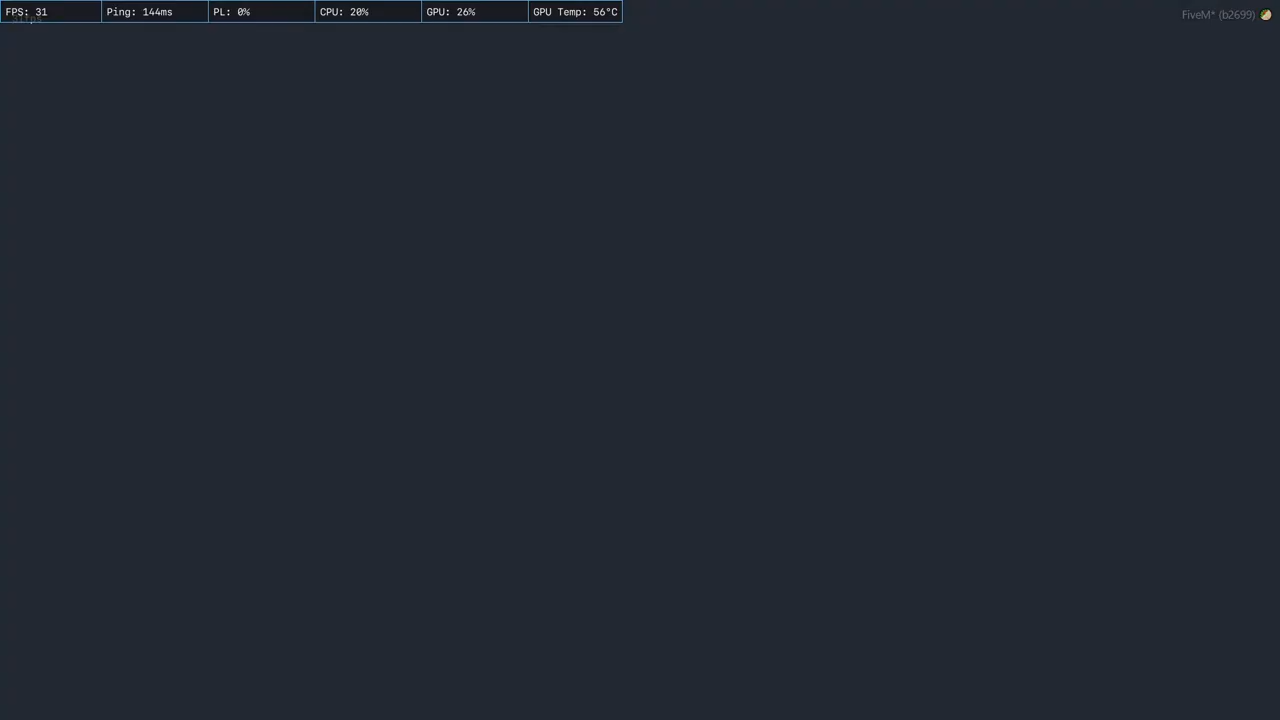 FPS: 31
Ping: 144ms
PL: 0%
CPU: 20%
GPU: 26%
GPU Temp: 56°C
FiveM* (b2699)